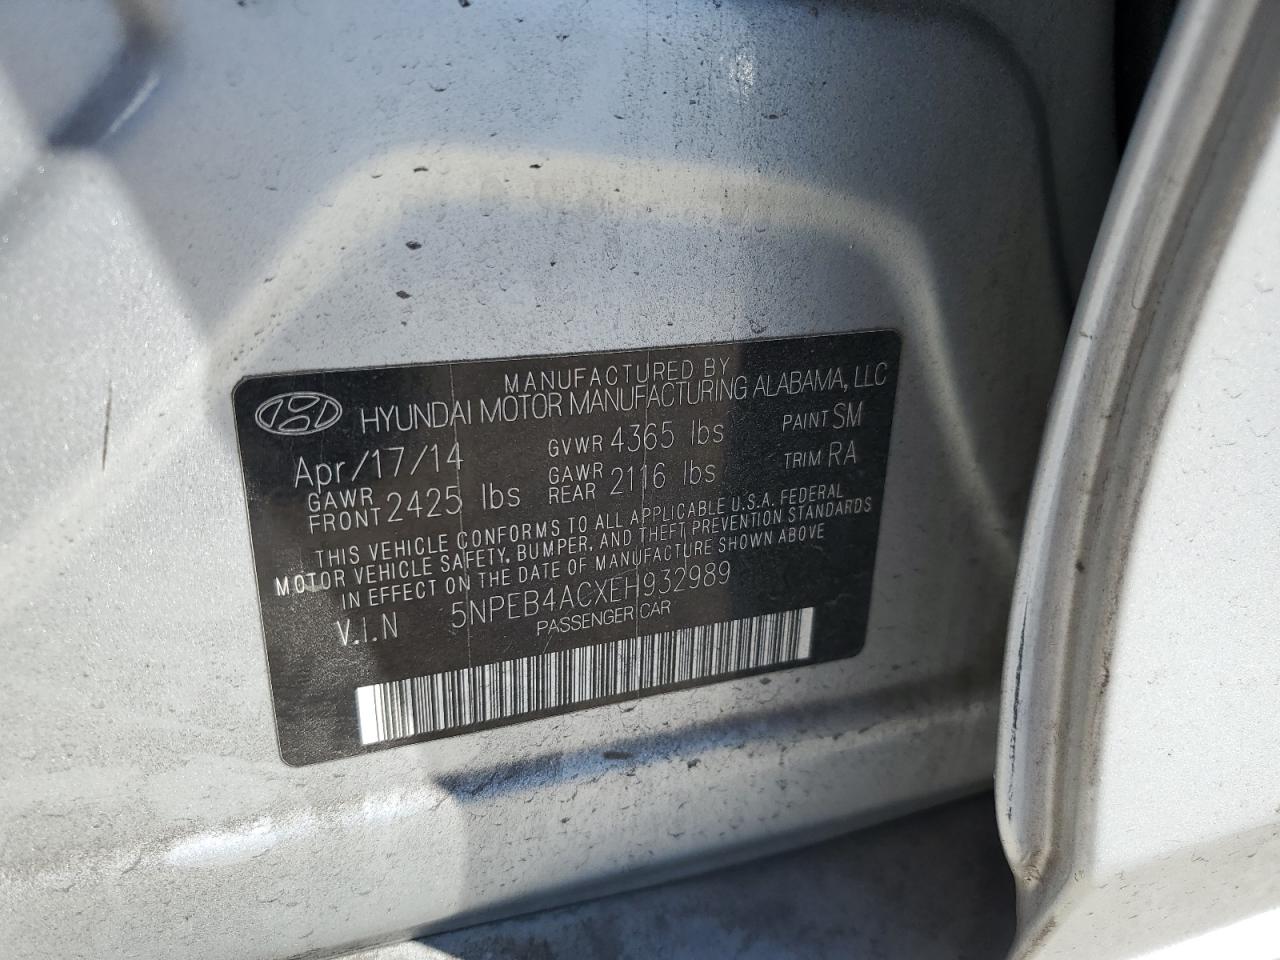 MANUFACTURED BY
HYUNDAI MOTOR MANUFACTURING ALABAMA, LLC
Apr/17/14 GVWR 4365 lbs PAINT SM
GAWR FRONT 2425 lbs GAWR REAR 2116 lbs TRIM RA
THIS VEHICLE CONFORMS TO ALL APPLICABLE U.S.A. FEDERAL
MOTOR VEHICLE SAFETY, BUMPER, AND THEFT PREVENTION STANDARDS
IN EFFECT ON THE DATE OF MANUFACTURE SHOWN ABOVE
V.I.N 5NPEB4ACXEH932989
PASSENGER CAR